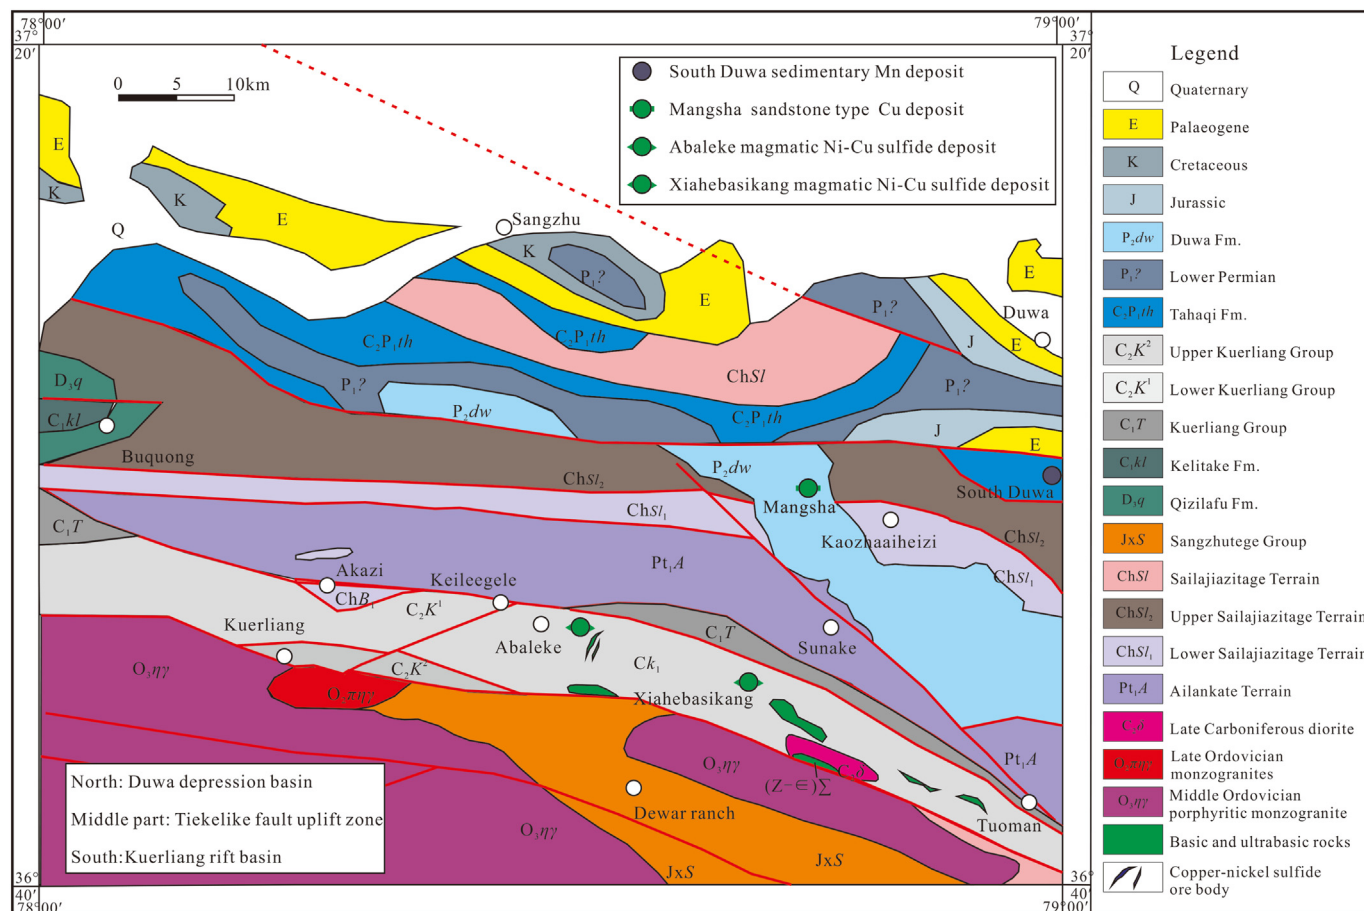 78°00′
79°00′
37°
20′
37°
20′
0 5 10km
South Duwa sedimentary Mn deposit
Mangsha sandstone type Cu deposit
Abaleke magmatic Ni-Cu sulfide deposit
Xiahebasikang magmatic Ni-Cu sulfide deposit
E
K
K
E
Q
Sangzhu
K
P₁?
E
E
Duwa
P₁?
J
E
C₂P₁th
C₂P₁th
ChSl
P₁?
D₃q
P₁?
P₂dw
C₂P₁th
C₁kl
J
E
Buquong
P₂dw
ChSl₂
South Duwa
Mangsha
ChSl₁
C₁T
Kaozhaaiheizi
ChSl₂
Pt₁A
ChSl₁
Akazi
Keileegele
ChB₁
C₂K¹
Kuerliang
Abaleke
C₁T
Sunake
C₂K²
Ck₁
O₃ηγ
O₃πηγ
Xiahebasikang
Pt₁A
O₃ηγ
C₂δ
(Z-∈)∑
Dewar ranch
Tuoman
O₃ηγ
JxS
JxS
North: Duwa depression basin
Middle part: Tiekelike fault uplift zone
South:Kuerliang rift basin
36°
40′
78°00′
36°
40′
79°00′
Legend
Q Quaternary
E Palaeogene
K Cretaceous
J Jurassic
P₂dw Duwa Fm.
P₁? Lower Permian
C₂P₁th Tahaqi Fm.
C₂K² Upper Kuerliang Group
C₂K¹ Lower Kuerliang Group
C₁T Kuerliang Group
C₁kl Kelitake Fm.
D₃q Qizilafu Fm.
JxS Sangzhutege Group
ChSl Sailajiazitage Terrain
ChSl₂ Upper Sailajiazitage Terrain
ChSl₁ Lower Sailajiazitage Terrain
Pt₁A Ailankate Terrain
C₂δ Late Carboniferous diorite
O₃πηγ Late Ordovician
monzogranites
O₃ηγ Middle Ordovician
porphyritic monzogranite
Basic and ultrabasic rocks
Copper-nickel sulfide
ore body